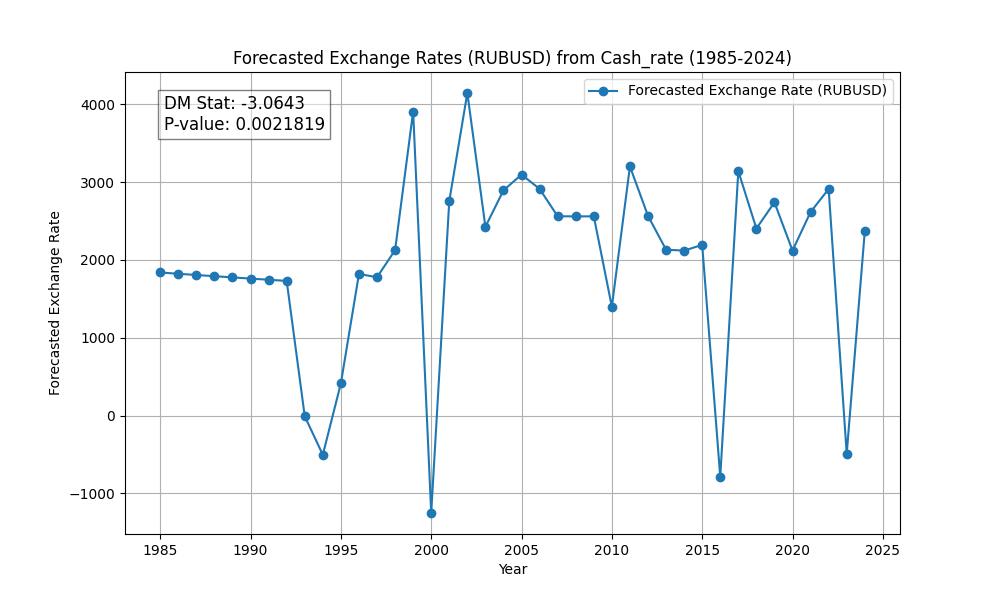 Forecasted Exchange Rates (RUBUSD) from Cash_rate (1985-2024)
DM Stat: -3.0643
P-value: 0.0021819
Forecasted Exchange Rate (RUBUSD)
Forecasted Exchange Rate
4000
3000
2000
1000
0
−1000
1985 1990 1995 2000 2005 2010 2015 2020 2025
Year